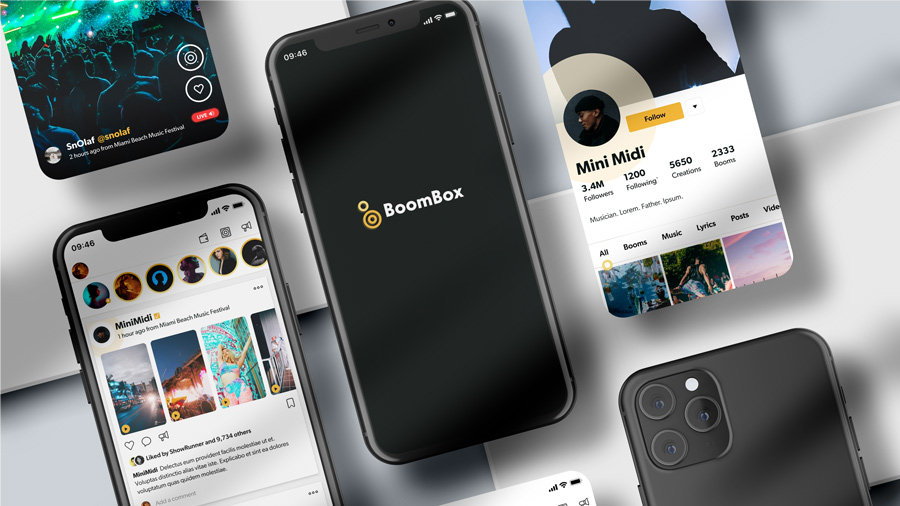 LIVE
SnOlaf @snolaf
2 hours ago from Miami Beach Music Festival
09:46
BoomBox
Follow
Mini Midi
3.4M
Followers
1200
Following
5650
Creations
2333
Booms
Musician. Lorem. Father. Ipsum.
All Booms Music Lyrics Posts Vide
09:46
MiniMidi
1 hour ago from Miami Beach Music Festival
Liked by ShowRunner and 9,734 others
MiniMidi Delectus eum provident facilis molestiae ut et.
Voluptas distinctio alias vitae iste. Explicabo et sint ea dolores
voluptatum quas quidem molestiae.
Add a comment